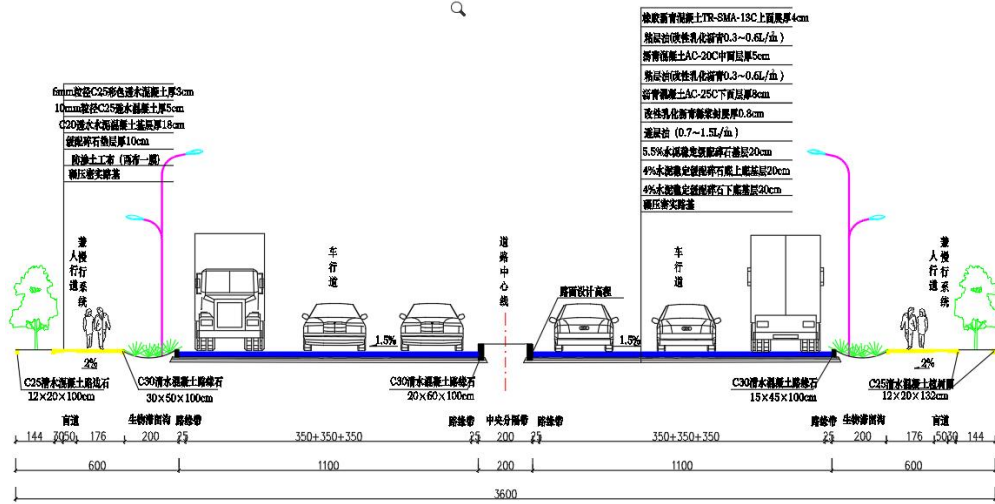 橡胶沥青混凝土TR-SMA-13C上面层厚4cm
粘层油(改性乳化沥青0.3~0.6L/㎡)
沥青混凝土AC-20C中面层厚5cm
粘层油(改性乳化沥青0.3~0.6L/㎡)
沥青混凝土AC-25C下面层厚8cm
改性乳化沥青稀浆封层厚0.8cm
透层油(0.7~1.5L/㎡)
5.5%水泥稳定级配碎石基层20cm
4%水泥稳定级配碎石底上底基层20cm
4%水泥稳定级配碎石下底基层20cm
碾压密实路基
6mm粒径C25彩色透水混凝土厚3cm
10mm粒径C25透水混凝土厚5cm
C20透水水泥混凝土基层厚18cm
级配碎石垫层厚10cm
防渗土工布(两布一膜)
碾压密实路基
人行道
兼慢行系统
车行道
道路中心线
路面设计高程
车行道
人行道
兼慢行系统
2%
1.5%
1.5%
2%
C25清水混凝土路边石
12×20×100cm
C30清水混凝土路缘石
30×50×100cm
C30清水混凝土路缘石
20×60×100cm
C30清水混凝土路缘石
15×45×100cm
C25清水混凝土植树圈
12×20×132cm
盲道 生物滞留沟 路缘带 路缘带 中央分隔带 路缘带 路缘带 生物滞留沟 盲道
144 30 50 176 200 25 350+350+350 25 200 25 350+350+350 25 200 176 50 30 144
600 1100 200 1100 600
3600